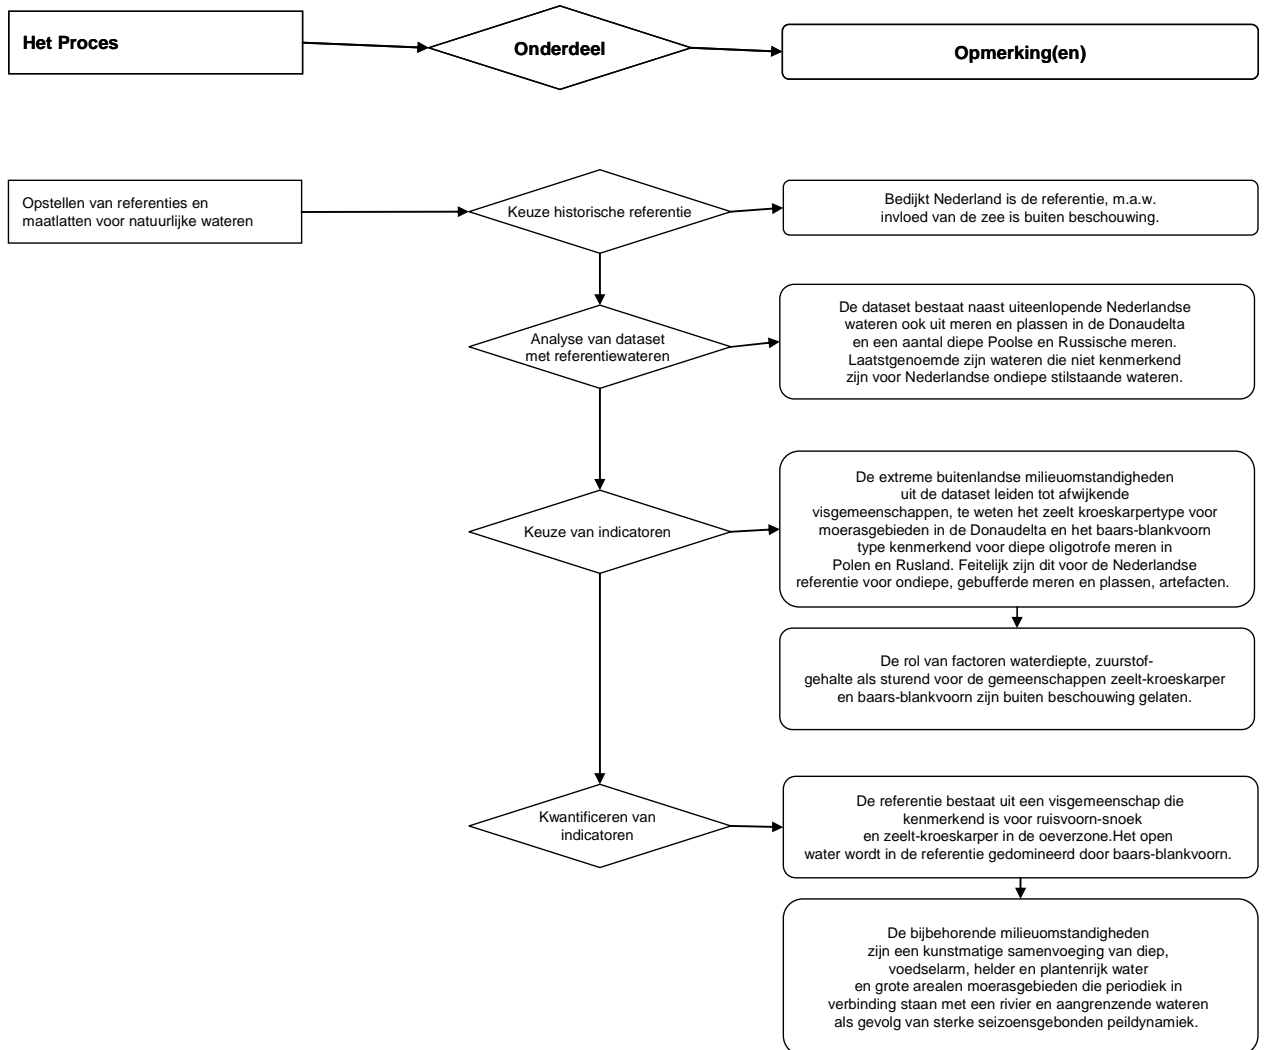 Het Proces
Onderdeel
Opmerking(en)
Opstellen van referenties en
maatlatten voor natuurlijke wateren
Keuze historische referentie
Bedijkt Nederland is de referentie, m.a.w.
invloed van de zee is buiten beschouwing.
Analyse van dataset
met referentiewateren
De dataset bestaat naast uiteenlopende Nederlandse
wateren ook uit meren en plassen in de Donaudelta
en een aantal diepe Poolse en Russische meren.
Laatstgenoemde zijn wateren die niet kenmerkend
zijn voor Nederlandse ondiepe stilstaande wateren.
Keuze van indicatoren
De extreme buitenlandse milieuomstandigheden
uit de dataset leiden tot afwijkende
visgemeenschappen, te weten het zeelt kroeskarpertype voor
moerasgebieden in de Donaudelta en het baars-blankvoorn
type kenmerkend voor diepe oligotrofe meren in
Polen en Rusland. Feitelijk zijn dit voor de Nederlandse
referentie voor ondiepe, gebufferde meren en plassen, artefacten.
De rol van factoren waterdiepte, zuurstof-
gehalte als sturend voor de gemeenschappen zeelt-kroeskarper
en baars-blankvoorn zijn buiten beschouwing gelaten.
Kwantificeren van
indicatoren
De referentie bestaat uit een visgemeenschap die
kenmerkend is voor ruisvoorn-snoek
en zeelt-kroeskarper in de oeverzone.Het open
water wordt in de referentie gedomineerd door baars-blankvoorn.
De bijbehorende milieuomstandigheden
zijn een kunstmatige samenvoeging van diep,
voedselarm, helder en plantenrijk water
en grote arealen moerasgebieden die periodiek in
verbinding staan met een rivier en aangrenzende wateren
als gevolg van sterke seizoensgebonden peildynamiek.